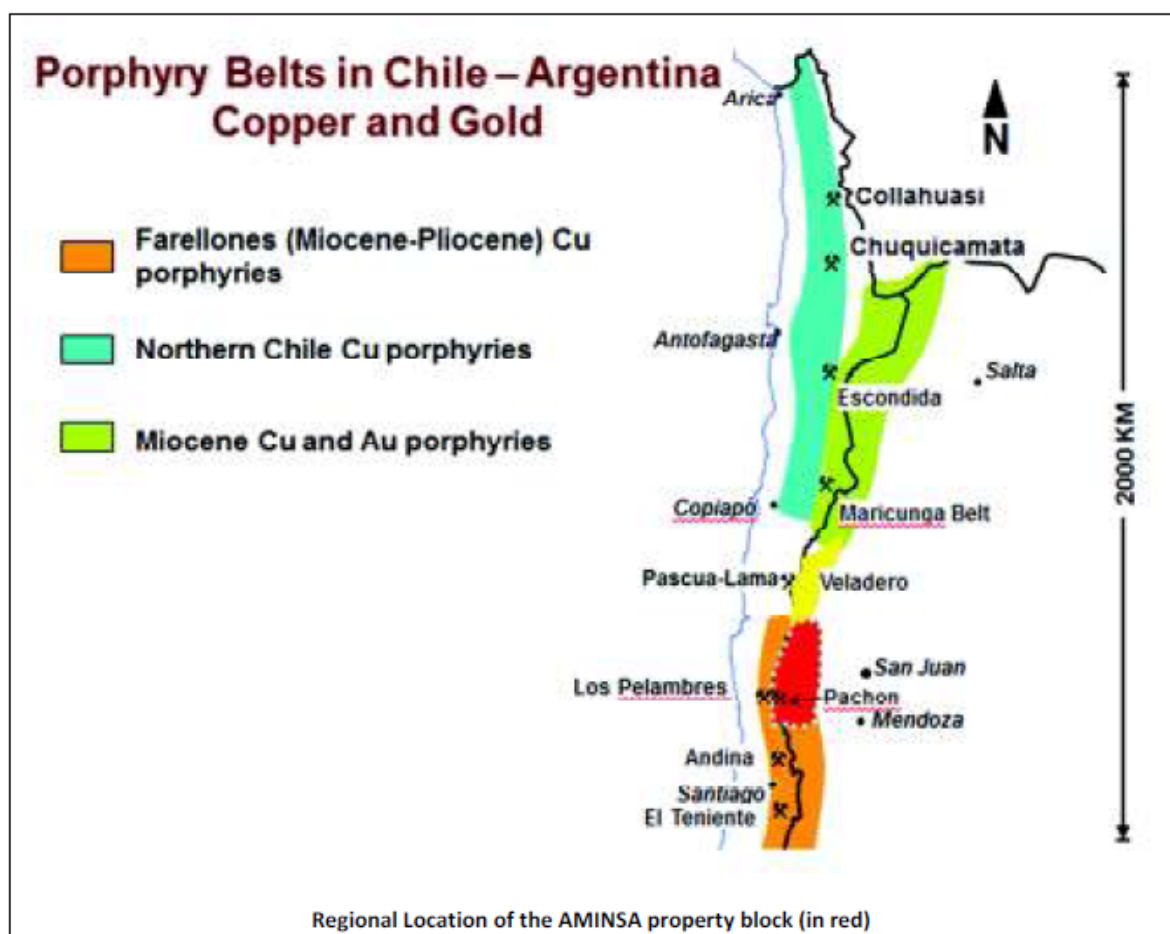 Porphyry Belts in Chile – Argentina
Copper and Gold
N
Farellones (Miocene-Pliocene) Cu
porphyries
Northern Chile Cu porphyries
Miocene Cu and Au porphyries
Arica
Collahuasi
Chuquicamata
Antofagasta
Salta
Escondida
Copiapó
Maricunga Belt
Pascua-Lama
Veladero
San Juan
Los Pelambres
Pachon
Mendoza
Andina
Santiago
El Teniente
2000 KM
Regional Location of the AMINSA property block (in red)